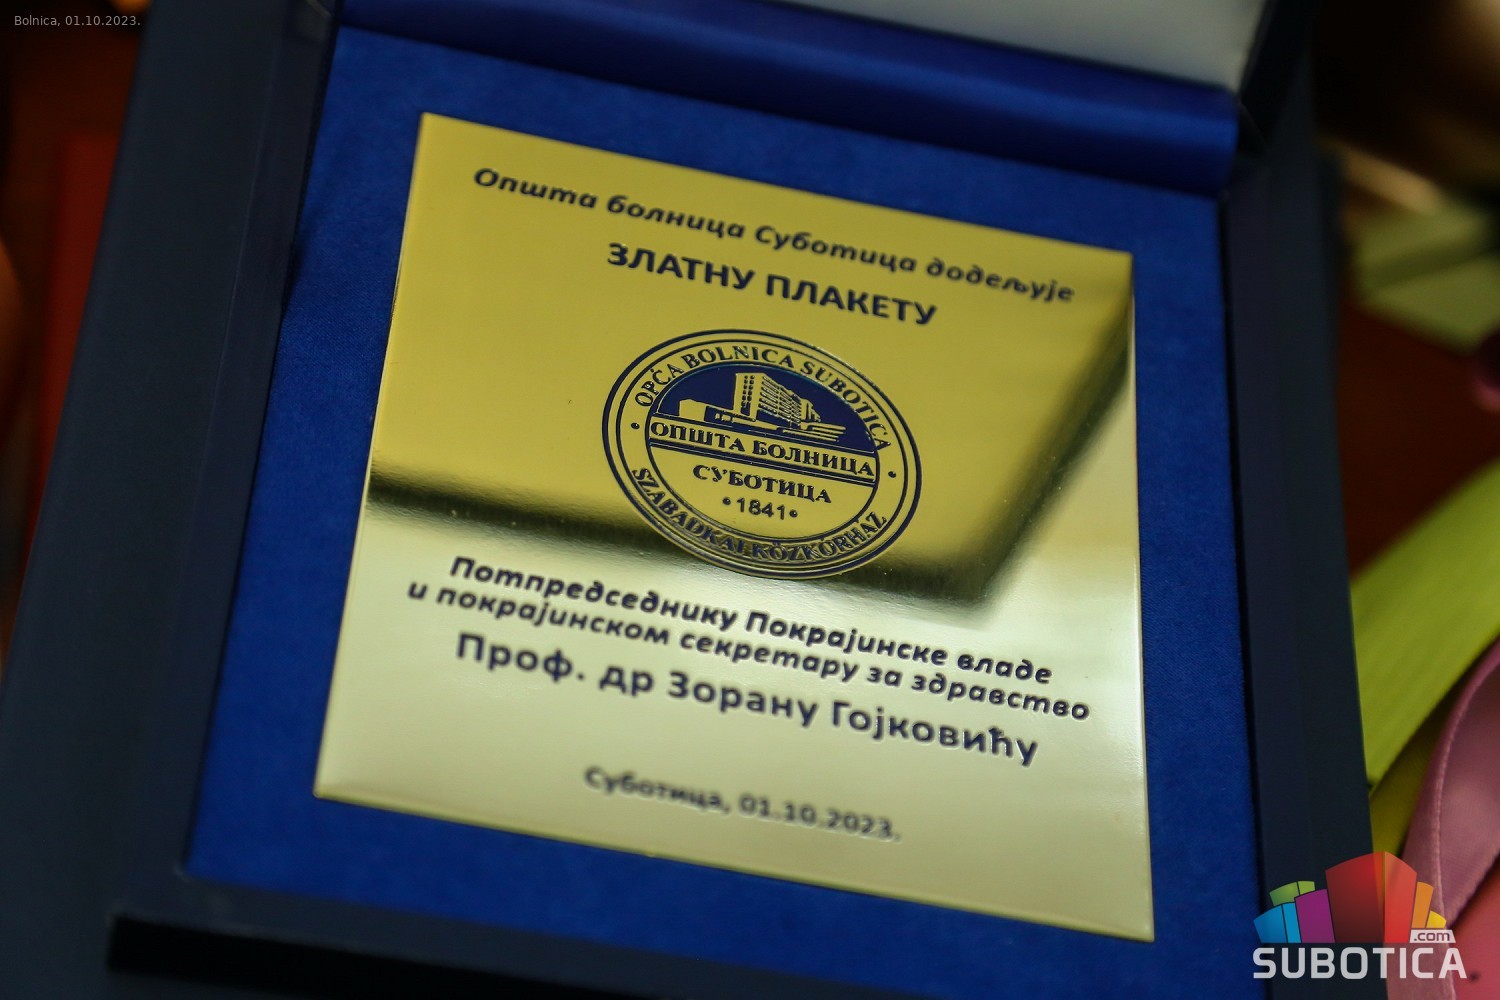 Bolnica, 01.10.2023.
Општа болница Суботица додељује
ЗЛАТНУ ПЛАКЕТУ
OPĆA BOLNICA SUBOTICA
ОПШТА БОЛНИЦА
СУБОТИЦА
•1841•
SZABADKAI KÖZKÓRHÁZ
Потпредседнику Покрајинске владе
и покрајинском секретару за здравство
Проф. др Зорану Гојковићу
Суботица, 01.10.2023.
.com
SUBOTICA